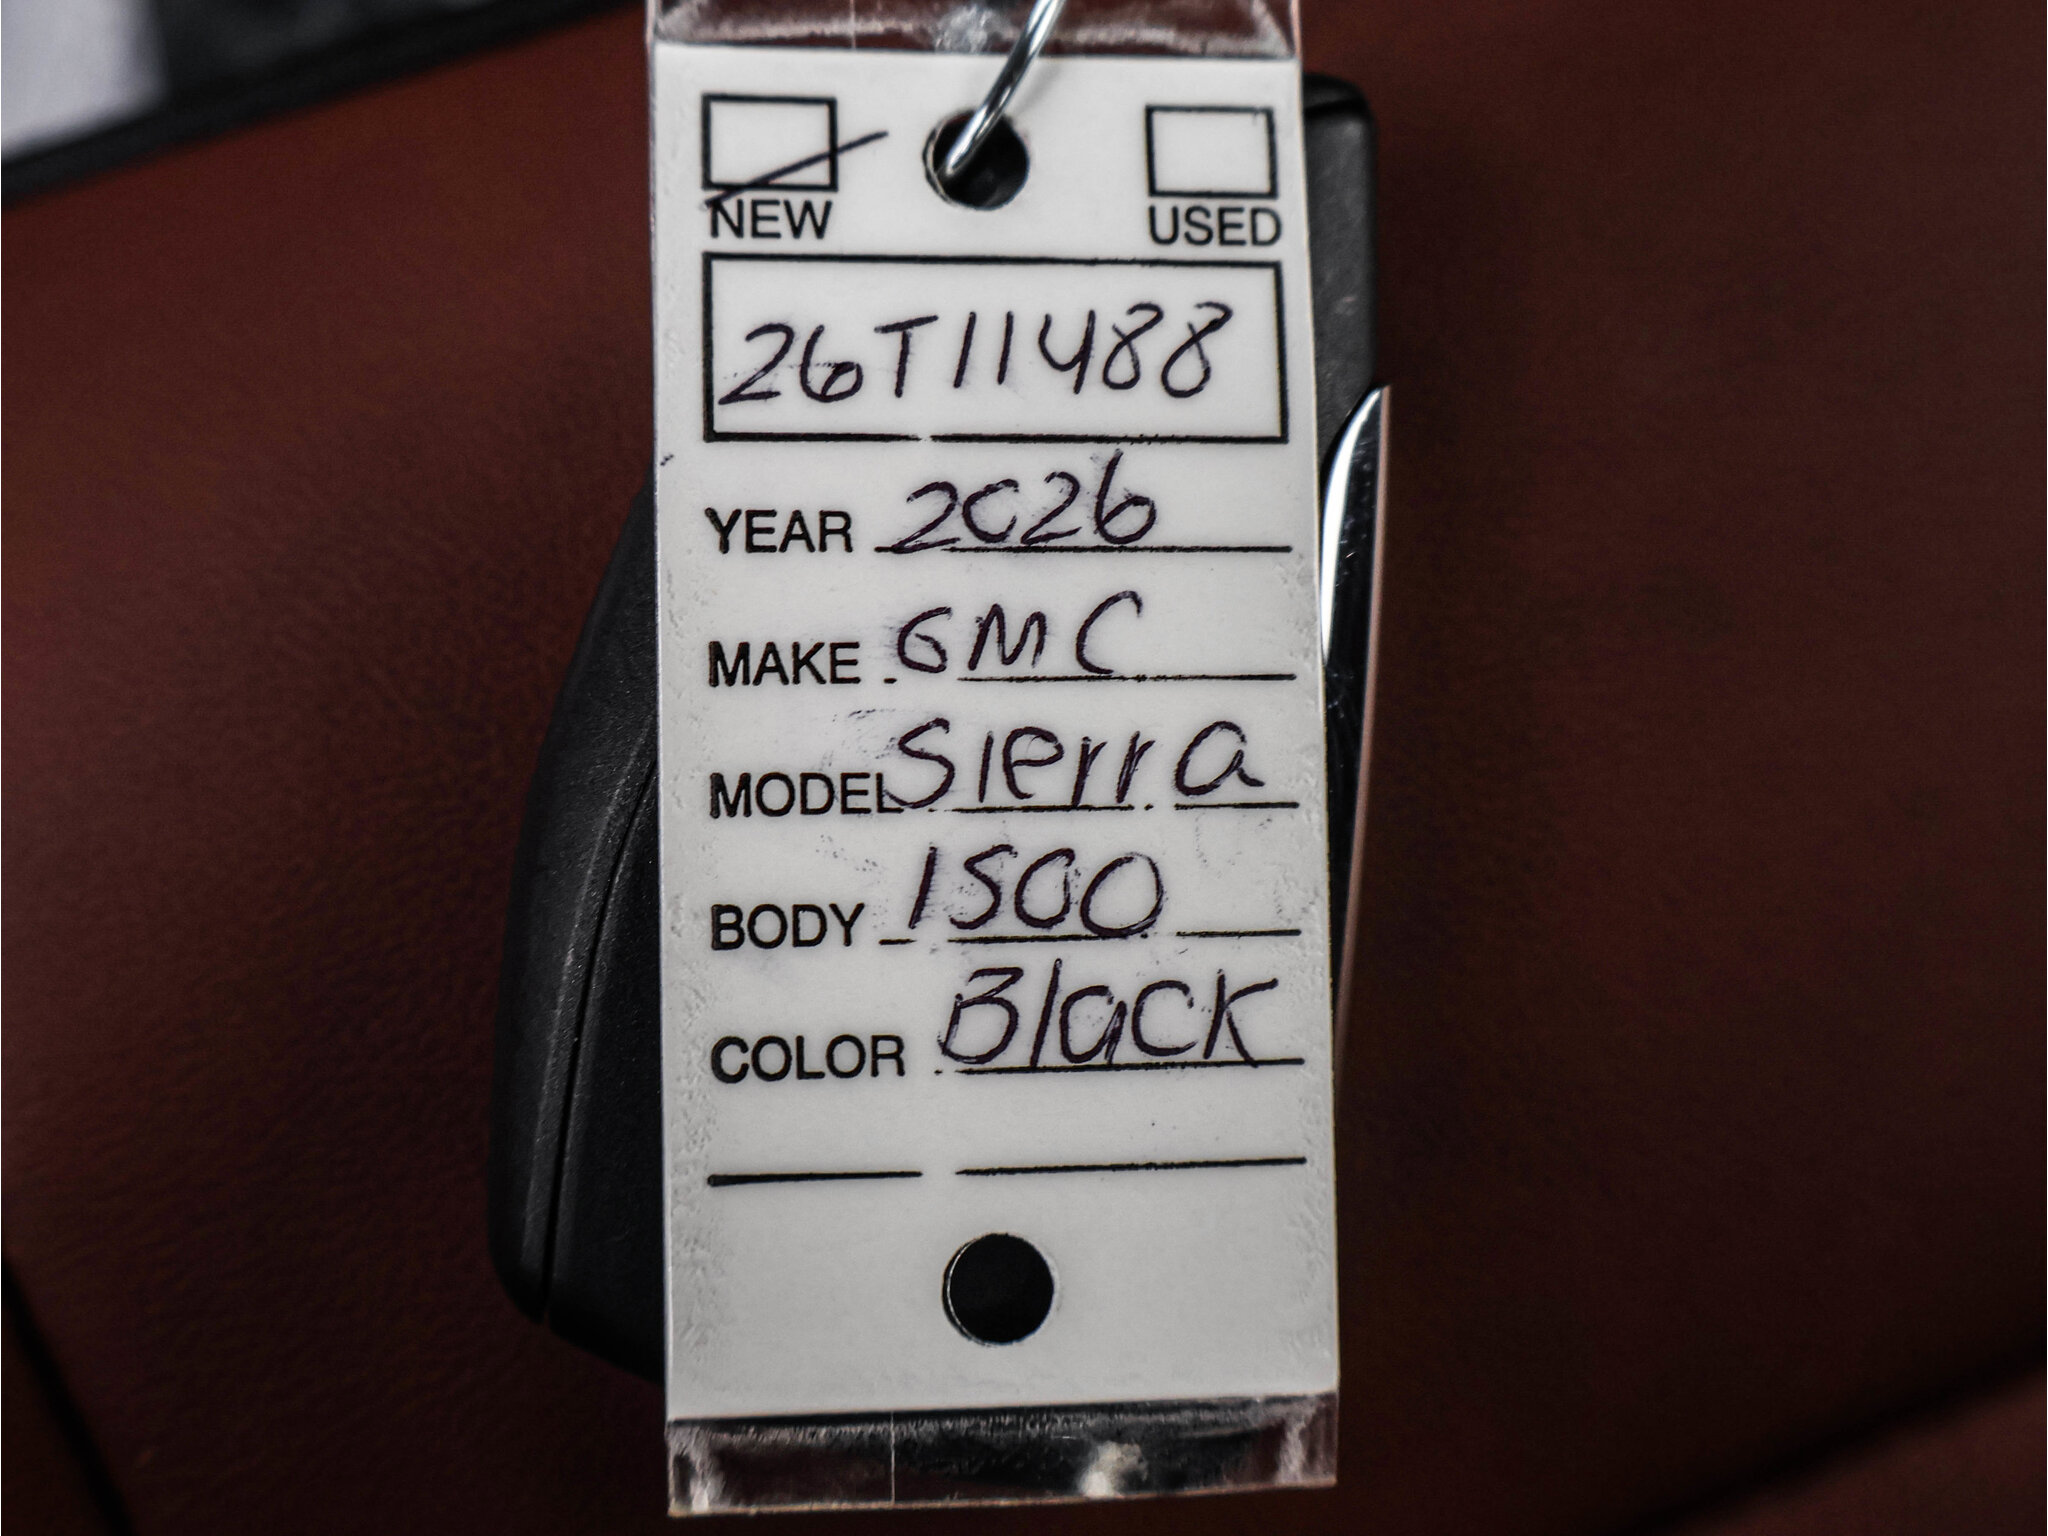 NEW USED
26T11488
YEAR 2026
MAKE GMC
MODEL Sierra
BODY 1500
COLOR Black